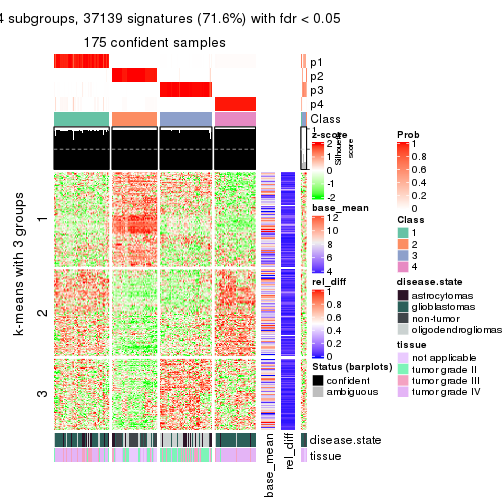 4 subgroups, 37139 signatures (71.6%) with fdr < 0.05
175 confident samples
p1
p2
p3
p4
Class
1
Silhouette
score
k-means with 3 groups
1
2
3
z-score
2
1
0
-1
-2
base_mean
12
10
8
6
4
rel_diff
1
0.8
0.6
0.4
0.2
0
Status (barplots)
confident
ambiguous
Prob
1
0.8
0.6
0.4
0.2
0
Class
1
2
3
4
disease.state
astrocytomas
glioblastomas
non-tumor
oligodendrogliomas
tissue
not applicable
tumor grade II
tumor grade III
tumor grade IV
disease.state
tissue
base_mean
rel_diff